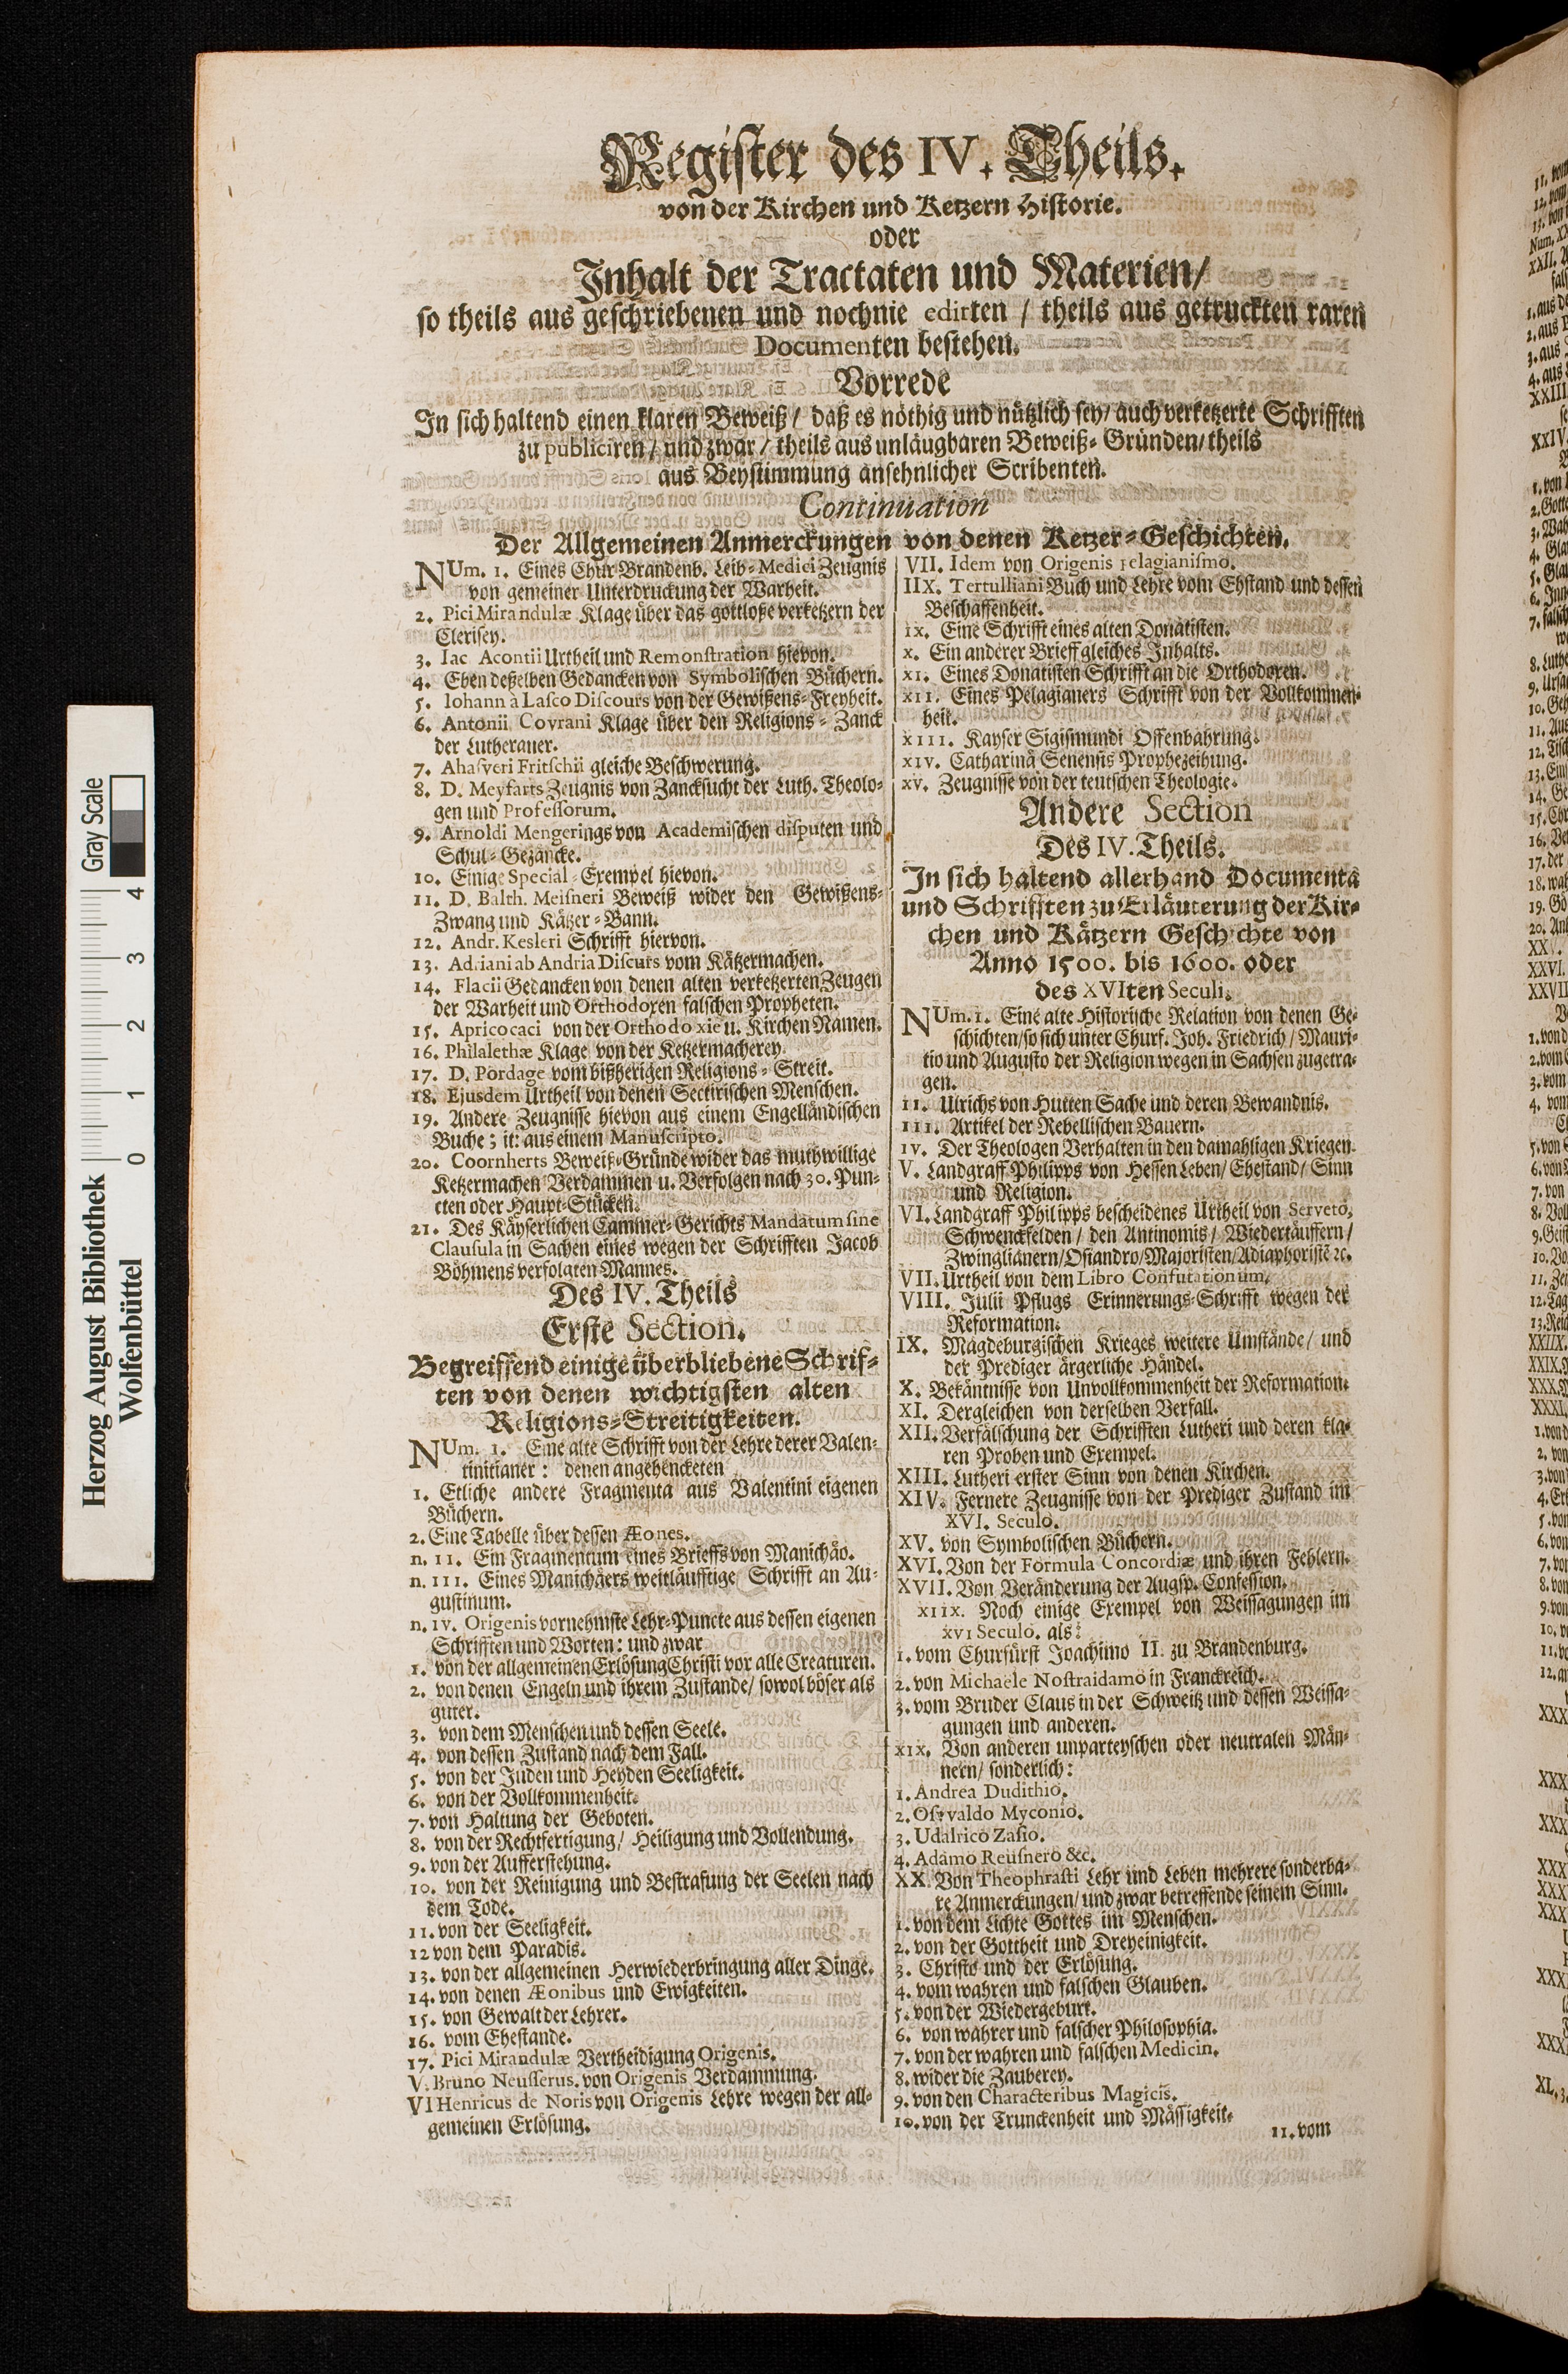 Register des IV. Theils.
von der Kirchen und Ketzern Historie.
oder
Inhalt der Tractaten und Materien/
so theils aus geschriebenen und nochnie edirten / theils aus getruckten raren
Documenten bestehen.
Vorrede
In sich haltend einen klaren Beweiß / daß es nöthig und nützlich sey/ auch verketzerte Schrifften
zu publiciren / und zwar / theils aus unläugbaren Beweiß-Gründen/ theils
aus Beystimmung ansehnlicher Scribenten.
Continuation
Der Allgemeinen Anmerckungen von denen Ketzer-Geschichten.
NUm. 1. Eines Chur Brandenb. Leib-Medici Zeugnis
von gemeiner Unterdruckung der Warheit.
2. Pici Mirandulæ Klage über das gottloße verketzern der
Clerisey.
3. Iac Acontii Urtheil und Remonstration hievon.
4. Eben deßelben Gedancken von Symbolischen Büchern.
5. Iohann à Lasco Discours von der Gewißens-Freyheit.
6. Antonii Covrani Klage über den Religions-Zanck
der Lutheraner.
7. Ahasveri Fritschii gleiche Beschwerung.
8. D. Meyfarts Zeugnis von Zancksucht der Luth. Theolo-
gen und Professorum.
9. Arnoldi Mengerings von Academischen disputen und
Schul-Gezäncke.
10. Einige Special-Exempel hievon.
11. D. Balth. Meisneri Beweiß wider den Gewißens-
Zwang und Kätzer-Bann.
12. Andr. Kesleri Schrifft hiervon.
13. Adriani ab Andria Discurs vom Kätzermachen.
14. Flacii Gedancken von denen alten verketzerten Zeugen
der Warheit und Orthodoxen falschen Propheten.
15. Apricocaci von der Orthodoxie u. Kirchen Namen.
16. Philalethæ Klage von der Ketzermacherey
17. D. Pordage vom bißherigen Religions-Streit.
18. Ejusdem Urtheil von denen Sectirischen Menschen.
19. Andere Zeugnisse hievon aus einem Engelländischen
Buche; it: aus einem Manuscripto.
20. Coornherts Beweiß-Gründe wider das muthwillige
Ketzermachen Verdammen u. Verfolgen nach 30. Pun-
cten oder Haupt-Stücken.
21. Des Käyserlichen Cammer-Gerichts Mandatum sine
Clausula in Sachen eines wegen der Schrifften Jacob
Böhmens verfolgten Mannes.
Des IV. Theils
Erste Section.
Begreiffend einige überbliebene Schrif-
ten von denen wichtigsten alten
Religions-Streitigkeiten.
NUm. 1. Eine alte Schrifft von der Lehre derer Valen-
tinitianer: denen angehencketen
1. Etliche andere Fragmenta aus Valentini eigenen
Büchern.
2. Eine Tabelle über dessen Æones.
n. II. Ein Fragmentum eines Brieffs von Manichäo.
n. III. Eines Manichäers weitläufftige Schrifft an Au-
gustinum.
n. IV. Origenis vornehmste Lehr-Puncte aus dessen eigenen
Schrifften und Worten: und zwar
1. von der allgemeinen Erlösung Christi vor alle Creaturen.
2. von denen Engeln und ihrem Zustande/ sowol böser als
guter.
3. von dem Menschen und dessen Seele.
4. von dessen Zustand nach dem Fall.
5. von der Juden und Heyden Seeligkeit.
6. von der Vollkommenheit.
7. von Haltung der Geboten.
8. von der Rechtfertigung/ Heiligung und Vollendung.
9. von der Aufferstehung.
10. von der Reinigung und Bestrafung der Seelen nach
dem Tode.
11. von der Seeligkeit.
12 von dem Paradis.
13. von der allgemeinen Herwiederbringung aller Dinge.
14. von denen Æonibus und Ewigkeiten.
15. von Gewalt der Lehrer.
16. vom Ehestande.
17. Pici Mirandulæ Vertheidigung Origenis.
V. Bruno Neusserus. von Origenis Verdammung.
VI Henricus de Noris von Origenis Lehre wegen der all-
gemeinen Erlösung.
VII. Idem von Origenis Pelagianismo.
IIX. Tertulliani Buch und Lehre vom Ehstand und dessen
Beschaffenheit.
IX. Eine Schrifft eines alten Donatisten.
X. Ein anderer Brieff gleiches Inhalts.
XI. Eines Donatisten Schrifft an die Orthodoxen.
XII. Eines Pelagianers Schrifft von der Vollkommen-
heit.
XIII. Kayser Sigismundi Offenbahrung.
XIV. Catharinä Senensis Prophezeihung.
XV. Zeugnisse von der teutschen Theologie.
Andere Section
Des IV. Theils.
In sich haltend allerhand Documenta
und Schrifften zu Erläuterung der Kir-
chen und Kätzern Geschichte von
Anno 1500. bis 1600. oder
des XVIten Seculi.
NUm. 1. Eine alte Historische Relation von denen Ge-
schichten/ so sich unter Churf. Joh. Friedrich / Mauri-
tio und Augusto der Religion wegen in Sachsen zugetra-
gen.
II. Ulrichs von Hutten Sache und deren Bewandnis.
III. Artikel der Rebellischen Bauern.
IV. Der Theologen Verhalten in den damahligen Kriegen.
V. Landgraff Philipps von Hessen Leben/ Ehestand/ Sinn
und Religion.
VI. Landgraff Philipps bescheidenes Urtheil von Serveto,
Schwenckfelden / den Antinomis / Wiedertäuffern /
Zwinglianern/ Osiandro/ Majoristen/ Adiaphoristē ꝛc.
VII. Urtheil von dem Libro Confutationum.
VIII. Julii Pflugs Erinnerungs-Schrifft wegen der
Reformation.
IX. Magdeburgischen Krieges weitere Umstände / und
der Prediger ärgerliche Händel.
X. Bekäntnisse von Unvollkommenheit der Reformation.
XI. Dergleichen von derselben Verfall.
XII. Verfälschung der Schrifften Lutheri und deren kla-
ren Proben und Exempel.
XIII. Lutheri erster Sinn von denen Kirchen.
XIV. Fernere Zeugnisse von der Prediger Zustand im
XVI. Seculo.
XV. von Symbolischen Büchern.
XVI. Von der Formula Concordiæ und ihren Fehlern.
XVII. Von Veränderung der Augsp. Confession.
XIIX. Noch einige Exempel von Weissagungen im
XVI Seculo. als:
1. vom Churfürst Joachimo II. zu Brandenburg.
2. von Michaele Nostraidamo in Franckreich.
3. vom Bruder Claus in der Schweitz und dessen Weissa-
gungen und anderen.
XIX. Von anderen unparteyschen oder neutralen Män-
nern/ sonderlich:
1. Andrea Dudithio.
2. Osvvaldo Myconio.
3. Udalrico Zasio.
4. Adamo Reusnero &c.
XX. Von Theophrasti Lehr und Leben mehrere sonderba-
re Anmerckungen/ und zwar betreffende seinem Sinn.
1. von dem Lichte Gottes im Menschen.
2. von der Gottheit und Dreyeinigkeit.
3. Christo und der Erlösung.
4. vom wahren und falschen Glauben.
5. von der Wiedergeburt.
6. von wahrer und falscher Philosophia.
7. von der wahren und falschen Medicin.
8. wider die Zauberey.
9. von den Characteribus Magicis.
10. von der Trunckenheit und Mässigkeit.
11. vom
Herzog August Bibliothek
Wolfenbüttel
Gray Scale
0 1 2 3 4